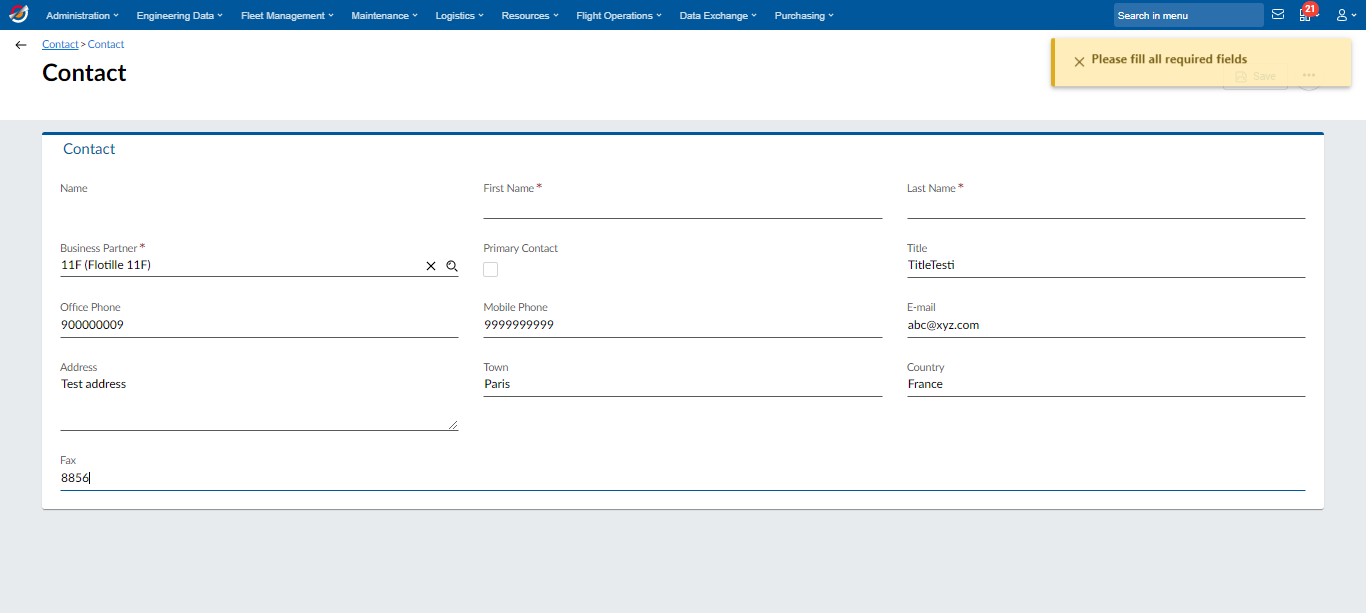 Administration Engineering Data Fleet Management Maintenance Logistics Resources Flight Operations Data Exchange Purchasing Search in menu 21
Contact > Contact
Contact
Please fill all required fields
Save
Contact
Name First Name * Last Name *
Business Partner * Primary Contact Title
11F (Flotille 11F) TitleTesti
Office Phone Mobile Phone E-mail
900000009 9999999999 abc@xyz.com
Address Town Country
Test address Paris France
Fax
8856